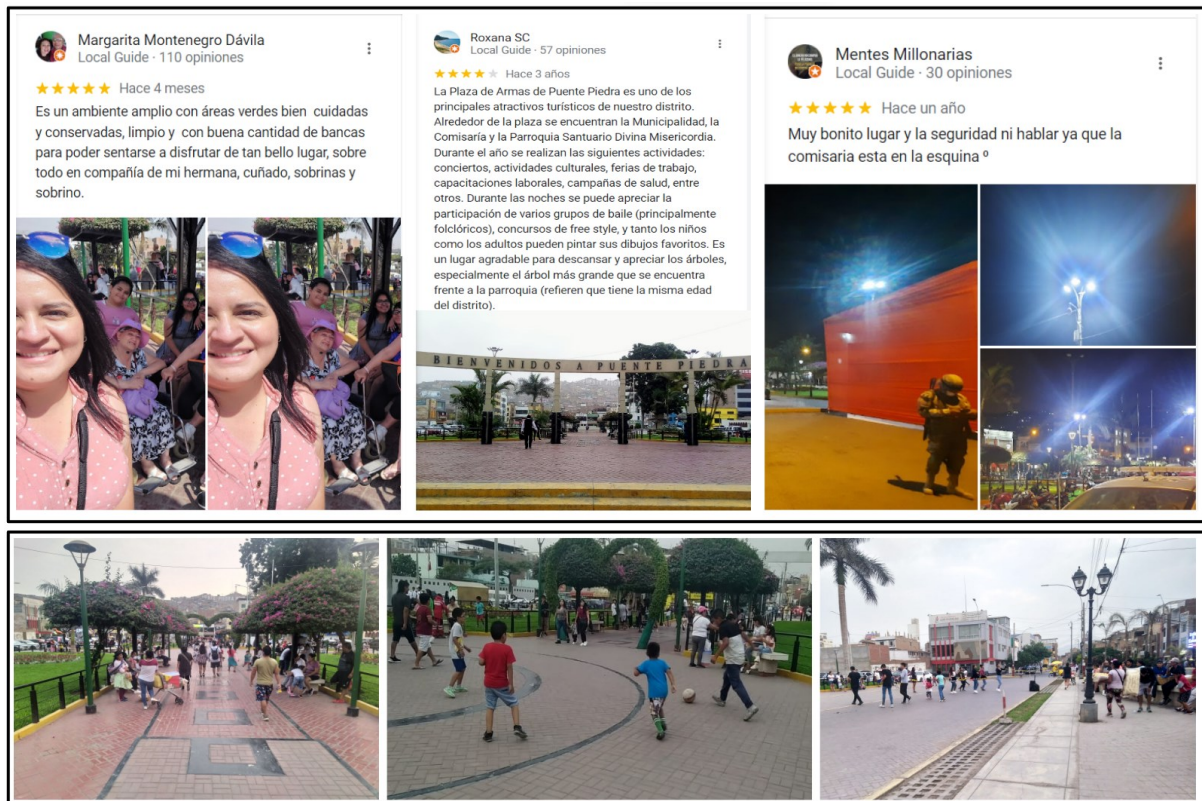 Margarita Montenegro Dávila
Local Guide · 110 opiniones
Hace 4 meses
Es un ambiente amplio con áreas verdes bien cuidadas
y conservadas, limpio y con buena cantidad de bancas
para poder sentarse a disfrutar de tan bello lugar, sobre
todo en compañía de mi hermana, cuñado, sobrinas y
sobrino.
Roxana SC
Local Guide · 57 opiniones
Hace 3 años
La Plaza de Armas de Puente Piedra es uno de los
principales atractivos turísticos de nuestro distrito.
Alrededor de la plaza se encuentran la Municipalidad, la
Comisaría y la Parroquia Santuario Divina Misericordia.
Durante el año se realizan las siguientes actividades:
conciertos, actividades culturales, ferias de trabajo,
capacitaciones laborales, campañas de salud, entre
otros. Durante las noches se puede apreciar la
participación de varios grupos de baile (principalmente
folclóricos), concursos de free style, y tanto los niños
como los adultos pueden pintar sus dibujos favoritos. Es
un lugar agradable para descansar y apreciar los árboles,
especialmente el árbol más grande que se encuentra
frente a la parroquia (refieren que tiene la misma edad
del distrito).
BIENVENIDOS A PUENTE PIEDRA
Mentes Millonarias
Local Guide · 30 opiniones
Hace un año
Muy bonito lugar y la seguridad ni hablar ya que la
comisaria esta en la esquina º